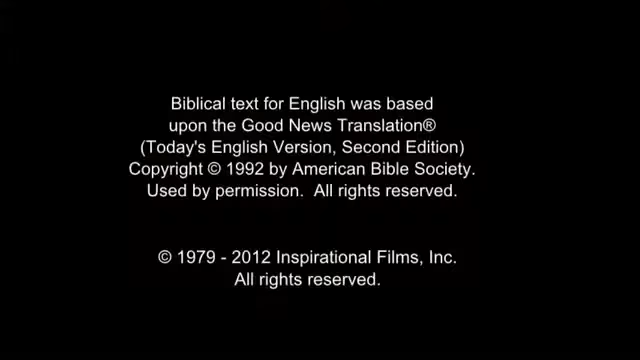 Biblical text for English was based
upon the Good News Translation®
(Today's English Version, Second Edition)
Copyright © 1992 by American Bible Society.
Used by permission.  All rights reserved.
© 1979 - 2012 Inspirational Films, Inc.
All rights reserved.